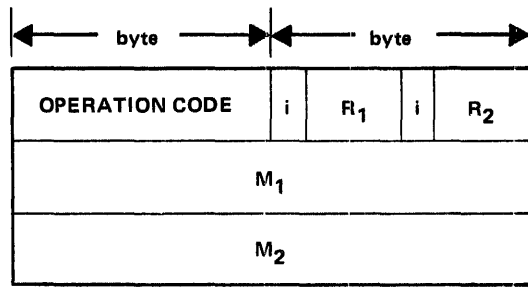 byte byte
OPERATION CODE i R1 i R2
M1
M2